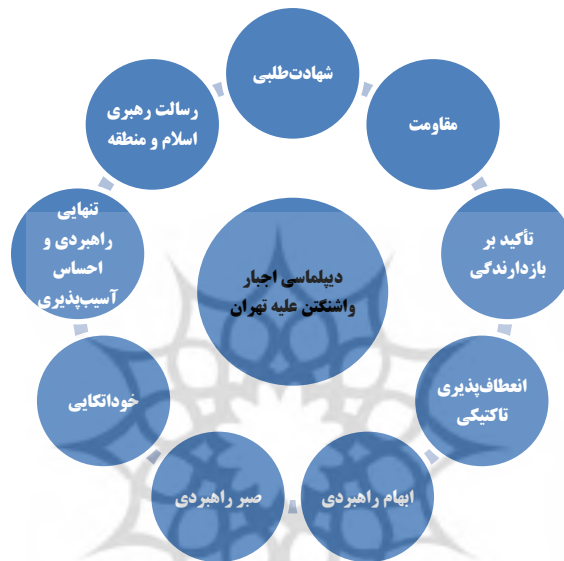 شهادت‌طلبی
مقاومت
تأکید بر
بازدارندگی
انعطاف‌پذیری
تاکتیکی
ابهام راهبردی
صبر راهبردی
خوداتکایی
تنهایی
راهبردی و
احساس
آسیب‌پذیری
رسالت رهبری
اسلام و منطقه
دیپلماسی اجبار
واشنگتن علیه تهران